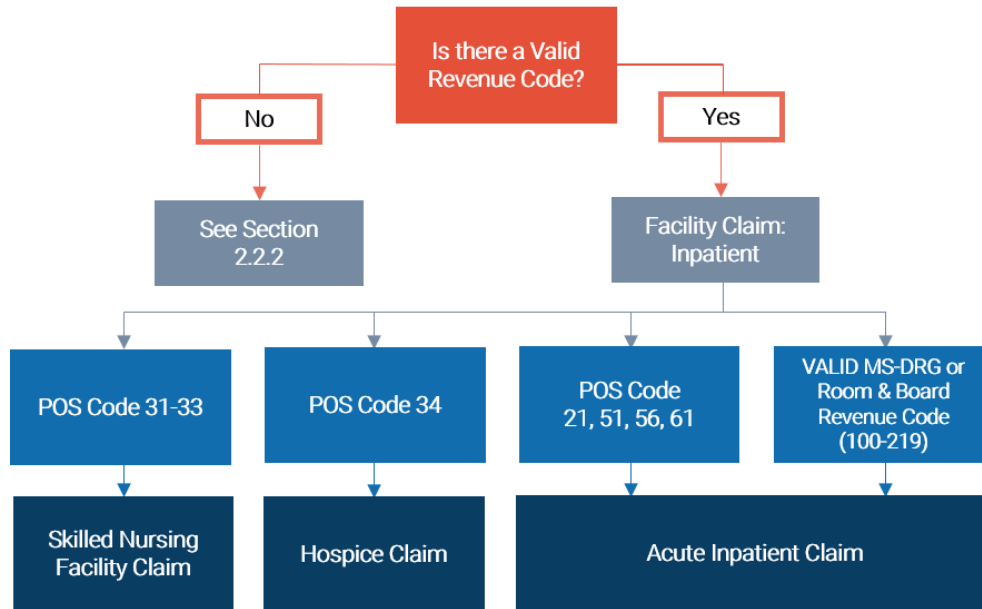 Is there a Valid
Revenue Code?
No
Yes
See Section
2.2.2
Facility Claim:
Inpatient
POS Code 31-33
POS Code 34
POS Code
21, 51, 56, 61
VALID MS-DRG or
Room & Board
Revenue Code
(100-219)
Skilled Nursing
Facility Claim
Hospice Claim
Acute Inpatient Claim